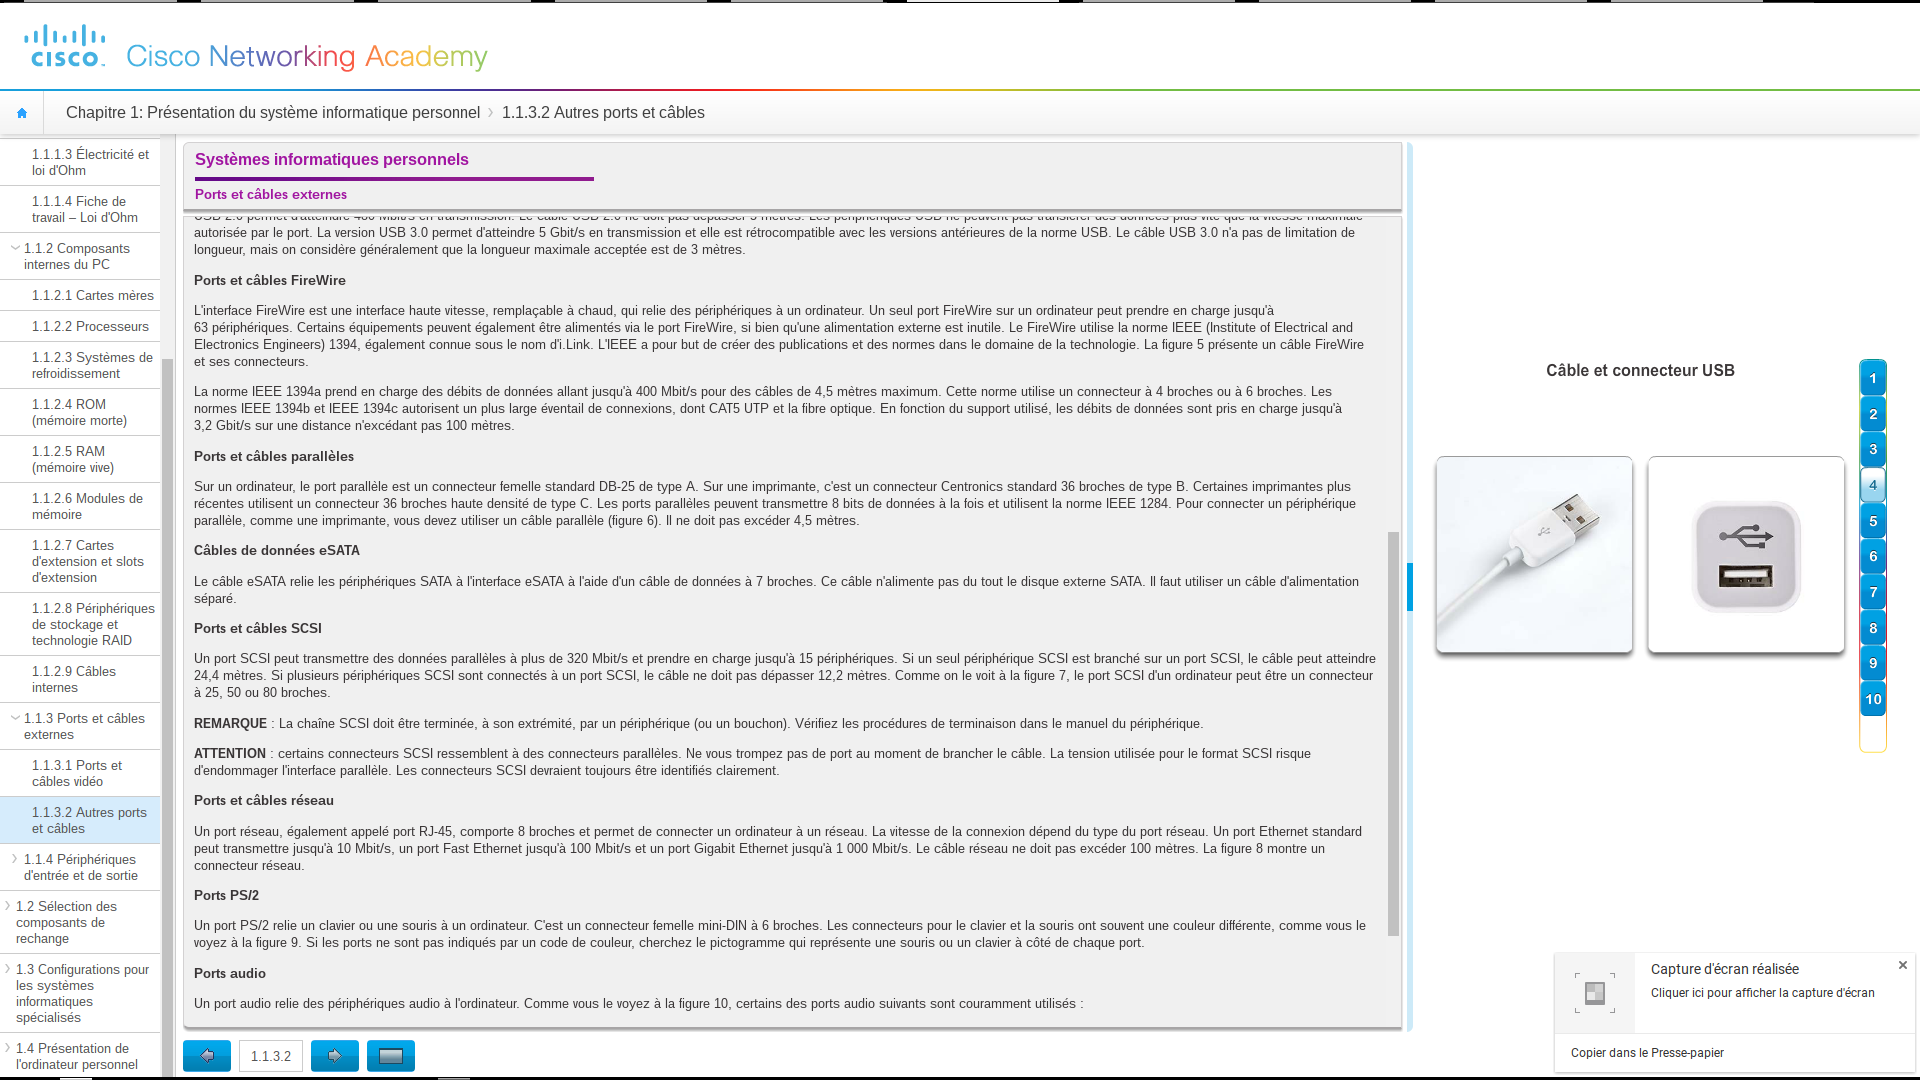 cisco
Cisco Networking Academy
Chapitre 1: Présentation du système informatique personnel
1.1.3.2 Autres ports et câbles
1.1.1.3 Électricité et
loi d'Ohm
1.1.1.4 Fiche de
travail – Loi d'Ohm
1.1.2 Composants
internes du PC
1.1.2.1 Cartes mères
1.1.2.2 Processeurs
1.1.2.3 Systèmes de
refroidissement
1.1.2.4 ROM
(mémoire morte)
1.1.2.5 RAM
(mémoire vive)
1.1.2.6 Modules de
mémoire
1.1.2.7 Cartes
d'extension et slots
d'extension
1.1.2.8 Périphériques
de stockage et
technologie RAID
1.1.2.9 Câbles
internes
1.1.3 Ports et câbles
externes
1.1.3.1 Ports et
câbles vidéo
1.1.3.2 Autres ports
et câbles
1.1.4 Périphériques
d'entrée et de sortie
1.2 Sélection des
composants de
rechange
1.3 Configurations pour
les systèmes
informatiques
spécialisés
1.4 Présentation de
l'ordinateur personnel
Systèmes informatiques personnels
Ports et câbles externes
USB 2.0 permet d'atteindre 480 Mbit/s en transmission. Le câble USB 2.0 ne doit pas dépasser 5 mètres. Les périphériques USB ne peuvent pas transférer des données plus vite que la vitesse maximale
autorisée par le port. La version USB 3.0 permet d'atteindre 5 Gbit/s en transmission et elle est rétrocompatible avec les versions antérieures de la norme USB. Le câble USB 3.0 n'a pas de limitation de
longueur, mais on considère généralement que la longueur maximale acceptée est de 3 mètres.
Ports et câbles FireWire
L'interface FireWire est une interface haute vitesse, remplaçable à chaud, qui relie des périphériques à un ordinateur. Un seul port FireWire sur un ordinateur peut prendre en charge jusqu'à
63 périphériques. Certains équipements peuvent également être alimentés via le port FireWire, si bien qu'une alimentation externe est inutile. Le FireWire utilise la norme IEEE (Institute of Electrical and
Electronics Engineers) 1394, également connue sous le nom d'i.Link. L'IEEE a pour but de créer des publications et des normes dans le domaine de la technologie. La figure 5 présente un câble FireWire
et ses connecteurs.
La norme IEEE 1394a prend en charge des débits de données allant jusqu'à 400 Mbit/s pour des câbles de 4,5 mètres maximum. Cette norme utilise un connecteur à 4 broches ou à 6 broches. Les
normes IEEE 1394b et IEEE 1394c autorisent un plus large éventail de connexions, dont CAT5 UTP et la fibre optique. En fonction du support utilisé, les débits de données sont pris en charge jusqu'à
3,2 Gbit/s sur une distance n'excédant pas 100 mètres.
Ports et câbles parallèles
Sur un ordinateur, le port parallèle est un connecteur femelle standard DB-25 de type A. Sur une imprimante, c'est un connecteur Centronics standard 36 broches de type B. Certaines imprimantes plus
récentes utilisent un connecteur 36 broches haute densité de type C. Les ports parallèles peuvent transmettre 8 bits de données à la fois et utilisent la norme IEEE 1284. Pour connecter un périphérique
parallèle, comme une imprimante, vous devez utiliser un câble parallèle (figure 6). Il ne doit pas excéder 4,5 mètres.
Câbles de données eSATA
Le câble eSATA relie les périphériques SATA à l'interface eSATA à l'aide d'un câble de données à 7 broches. Ce câble n'alimente pas du tout le disque externe SATA. Il faut utiliser un câble d'alimentation
séparé.
Ports et câbles SCSI
Un port SCSI peut transmettre des données parallèles à plus de 320 Mbit/s et prendre en charge jusqu'à 15 périphériques. Si un seul périphérique SCSI est branché sur un port SCSI, le câble peut atteindre
24,4 mètres. Si plusieurs périphériques SCSI sont connectés à un port SCSI, le câble ne doit pas dépasser 12,2 mètres. Comme on le voit à la figure 7, le port SCSI d'un ordinateur peut être un connecteur
à 25, 50 ou 80 broches.
REMARQUE : La chaîne SCSI doit être terminée, à son extrémité, par un périphérique (ou un bouchon). Vérifiez les procédures de terminaison dans le manuel du périphérique.
ATTENTION : certains connecteurs SCSI ressemblent à des connecteurs parallèles. Ne vous trompez pas de port au moment de brancher le câble. La tension utilisée pour le format SCSI risque
d'endommager l'interface parallèle. Les connecteurs SCSI devraient toujours être identifiés clairement.
Ports et câbles réseau
Un port réseau, également appelé port RJ-45, comporte 8 broches et permet de connecter un ordinateur à un réseau. La vitesse de la connexion dépend du type du port réseau. Un port Ethernet standard
peut transmettre jusqu'à 10 Mbit/s, un port Fast Ethernet jusqu'à 100 Mbit/s et un port Gigabit Ethernet jusqu'à 1 000 Mbit/s. Le câble réseau ne doit pas excéder 100 mètres. La figure 8 montre un
connecteur réseau.
Ports PS/2
Un port PS/2 relie un clavier ou une souris à un ordinateur. C'est un connecteur femelle mini-DIN à 6 broches. Les connecteurs pour le clavier et la souris ont souvent une couleur différente, comme vous le
voyez à la figure 9. Si les ports ne sont pas indiqués par un code de couleur, cherchez le pictogramme qui représente une souris ou un clavier à côté de chaque port.
Ports audio
Un port audio relie des périphériques audio à l'ordinateur. Comme vous le voyez à la figure 10, certains des ports audio suivants sont couramment utilisés :
1.1.3.2
Câble et connecteur USB
1
2
3
4
5
6
7
8
9
10
Capture d'écran réalisée
Cliquer ici pour afficher la capture d'écran
Copier dans le Presse-papier